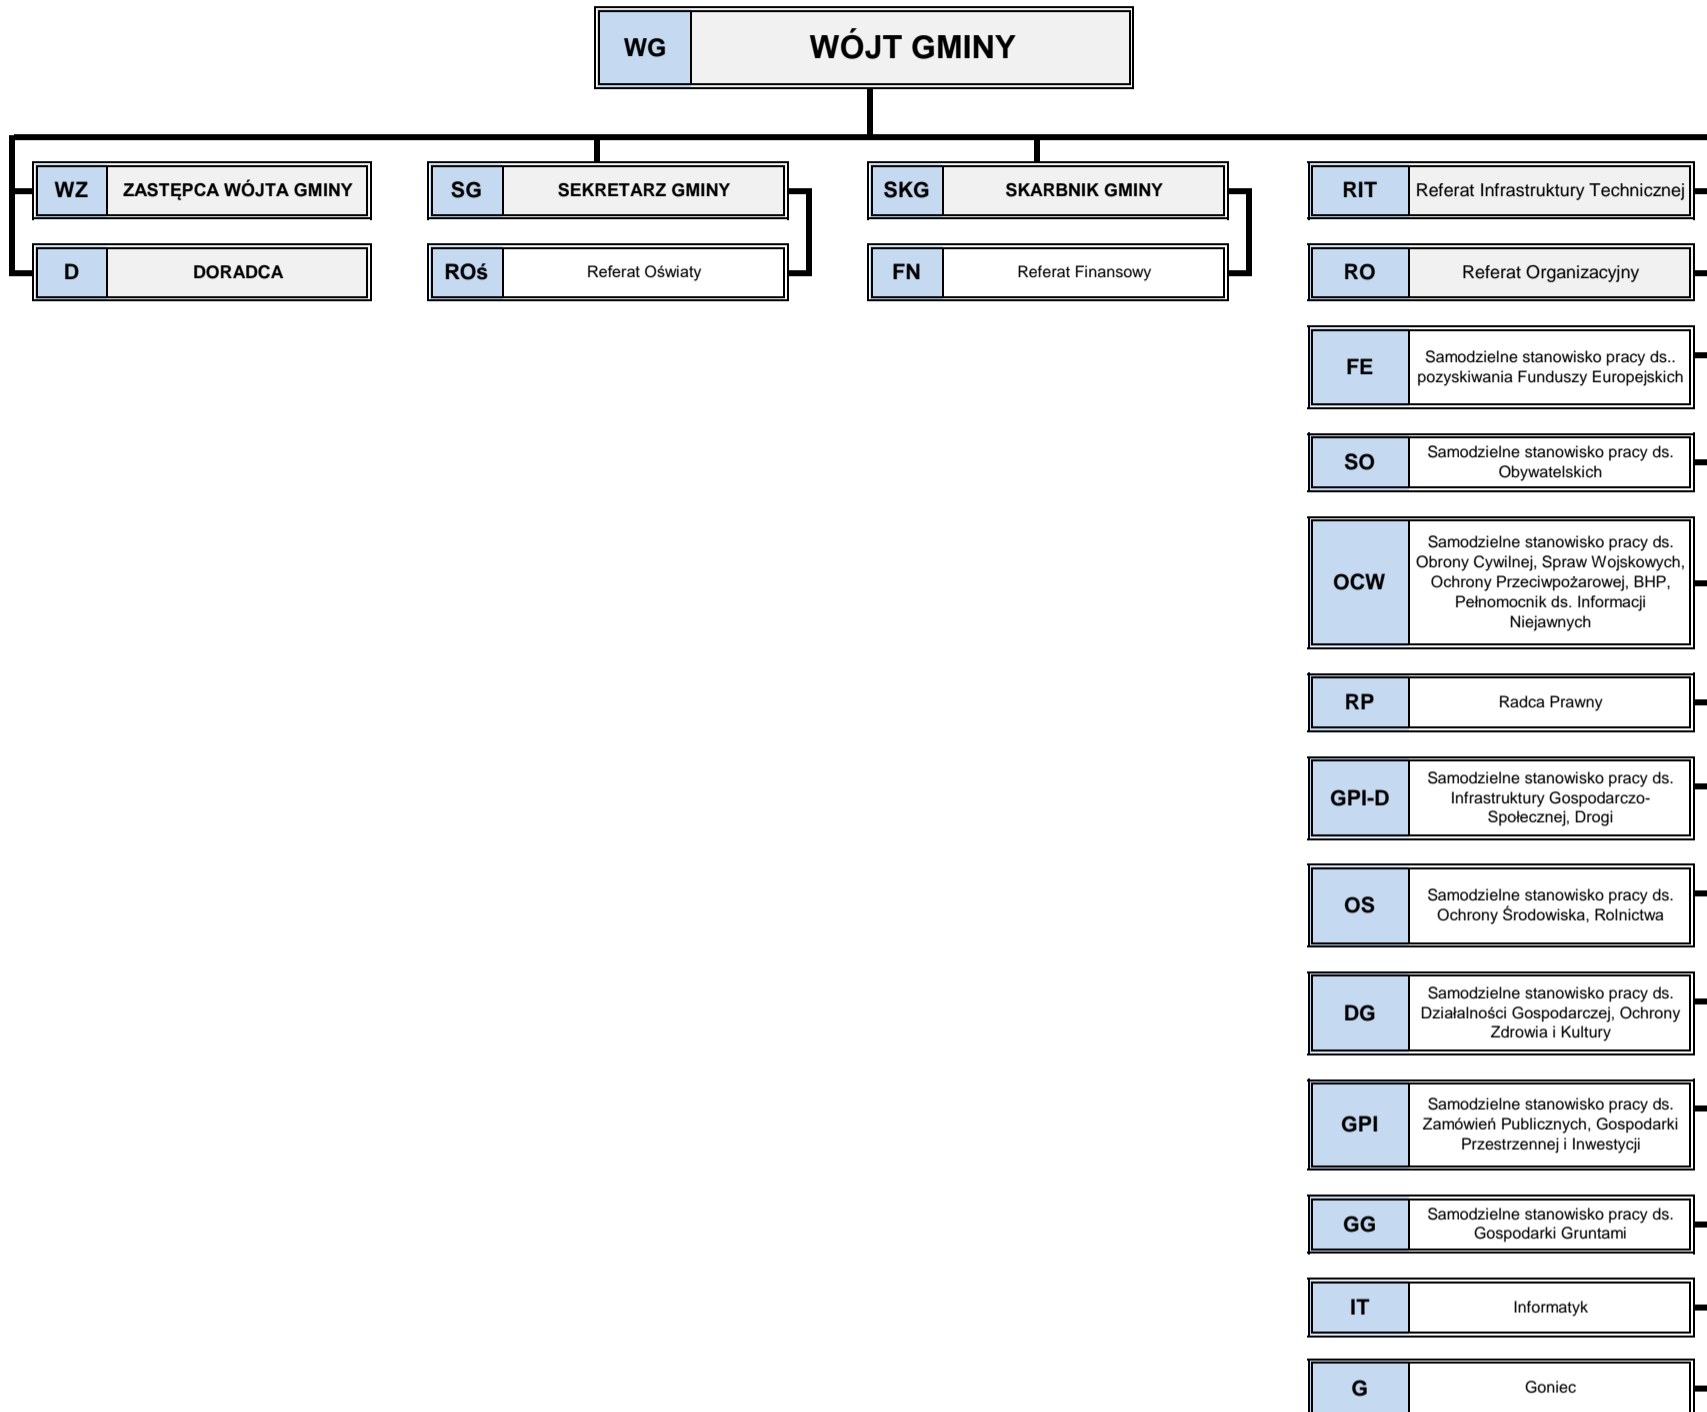 WG
WÓJT GMINY
WZ
ZASTĘPCA WÓJTA GMINY
SG
SEKRETARZ GMINY
SKG
SKARBNIK GMINY
RIT
Referat Infrastruktury Technicznej
D
DORADCA
ROś
Referat Oświaty
FN
Referat Finansowy
RO
Referat Organizacyjny
FE
Samodzielne stanowisko pracy ds..
pozyskiwania Funduszy Europejskich
SO
Samodzielne stanowisko pracy ds.
Obywatelskich
OCW
Samodzielne stanowisko pracy ds.
Obrony Cywilnej, Spraw Wojskowych,
Ochrony Przeciwpożarowej, BHP,
Pełnomocnik ds. Informacji
Niejawnych
RP
Radca Prawny
GPI-D
Samodzielne stanowisko pracy ds.
Infrastruktury Gospodarczo-
Społecznej, Drogi
OS
Samodzielne stanowisko pracy ds.
Ochrony Środowiska, Rolnictwa
DG
Samodzielne stanowisko pracy ds.
Działalności Gospodarczej, Ochrony
Zdrowia i Kultury
GPI
Samodzielne stanowisko pracy ds.
Zamówień Publicznych, Gospodarki
Przestrzennej i Inwestycji
GG
Samodzielne stanowisko pracy ds.
Gospodarki Gruntami
IT
Informatyk
G
Goniec